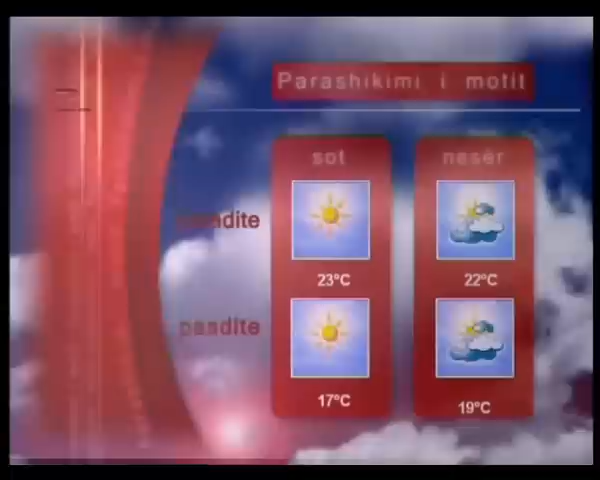 Parashikimi i motit
sot nesër
23°C 22°C
pasdite
17°C 19°C